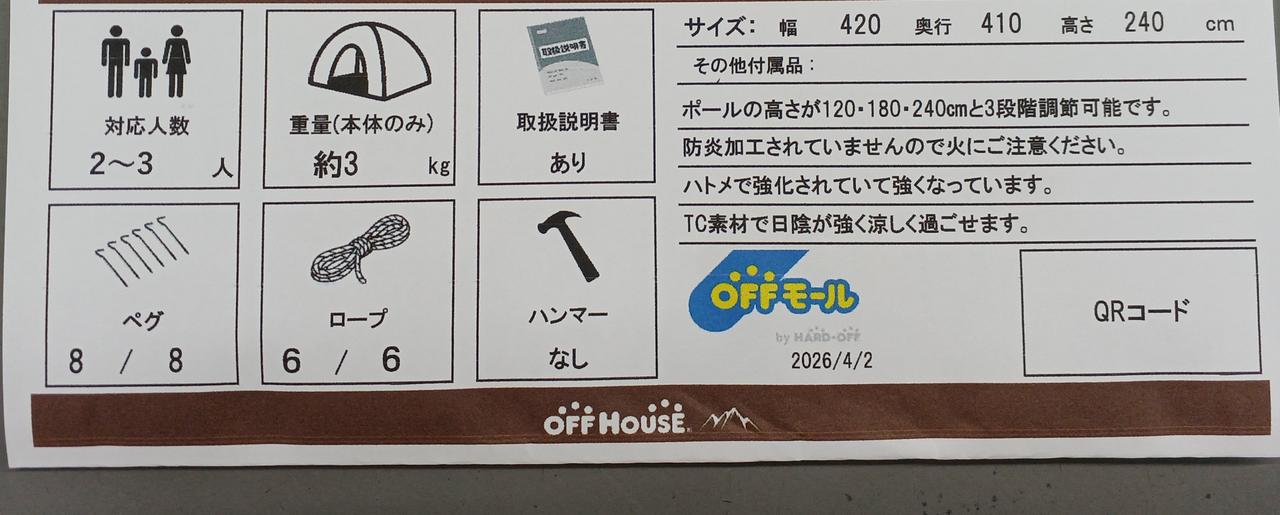 対応人数
2～3 人
重量(本体のみ)
約3 kg
取扱説明書
取扱説明書
あり
ペグ
8 / 8
ロープ
6 / 6
ハンマー
なし
サイズ: 幅 420 奥行 410 高さ 240 cm
その他付属品:
ポールの高さが120・180・240cmと3段階調節可能です。
防炎加工されていませんので火にご注意ください。
ハトメで強化されていて強くなっています。
TC素材で日陰が強く涼しく過ごせます。
OFFモール
by HARD・OFF
2026/4/2
QRコード
OFF HOUSE